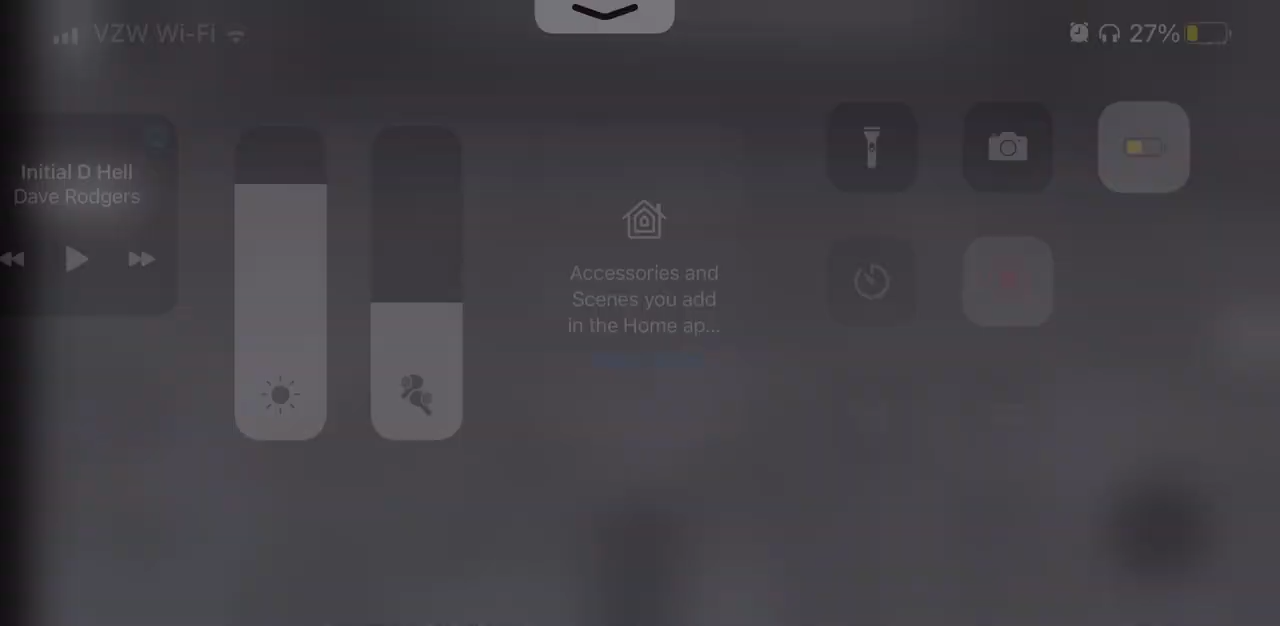 VZW Wi-Fi
27%
Initial D Hell
Dave Rodgers
Accessories and
Scenes you add
in the Home ap...